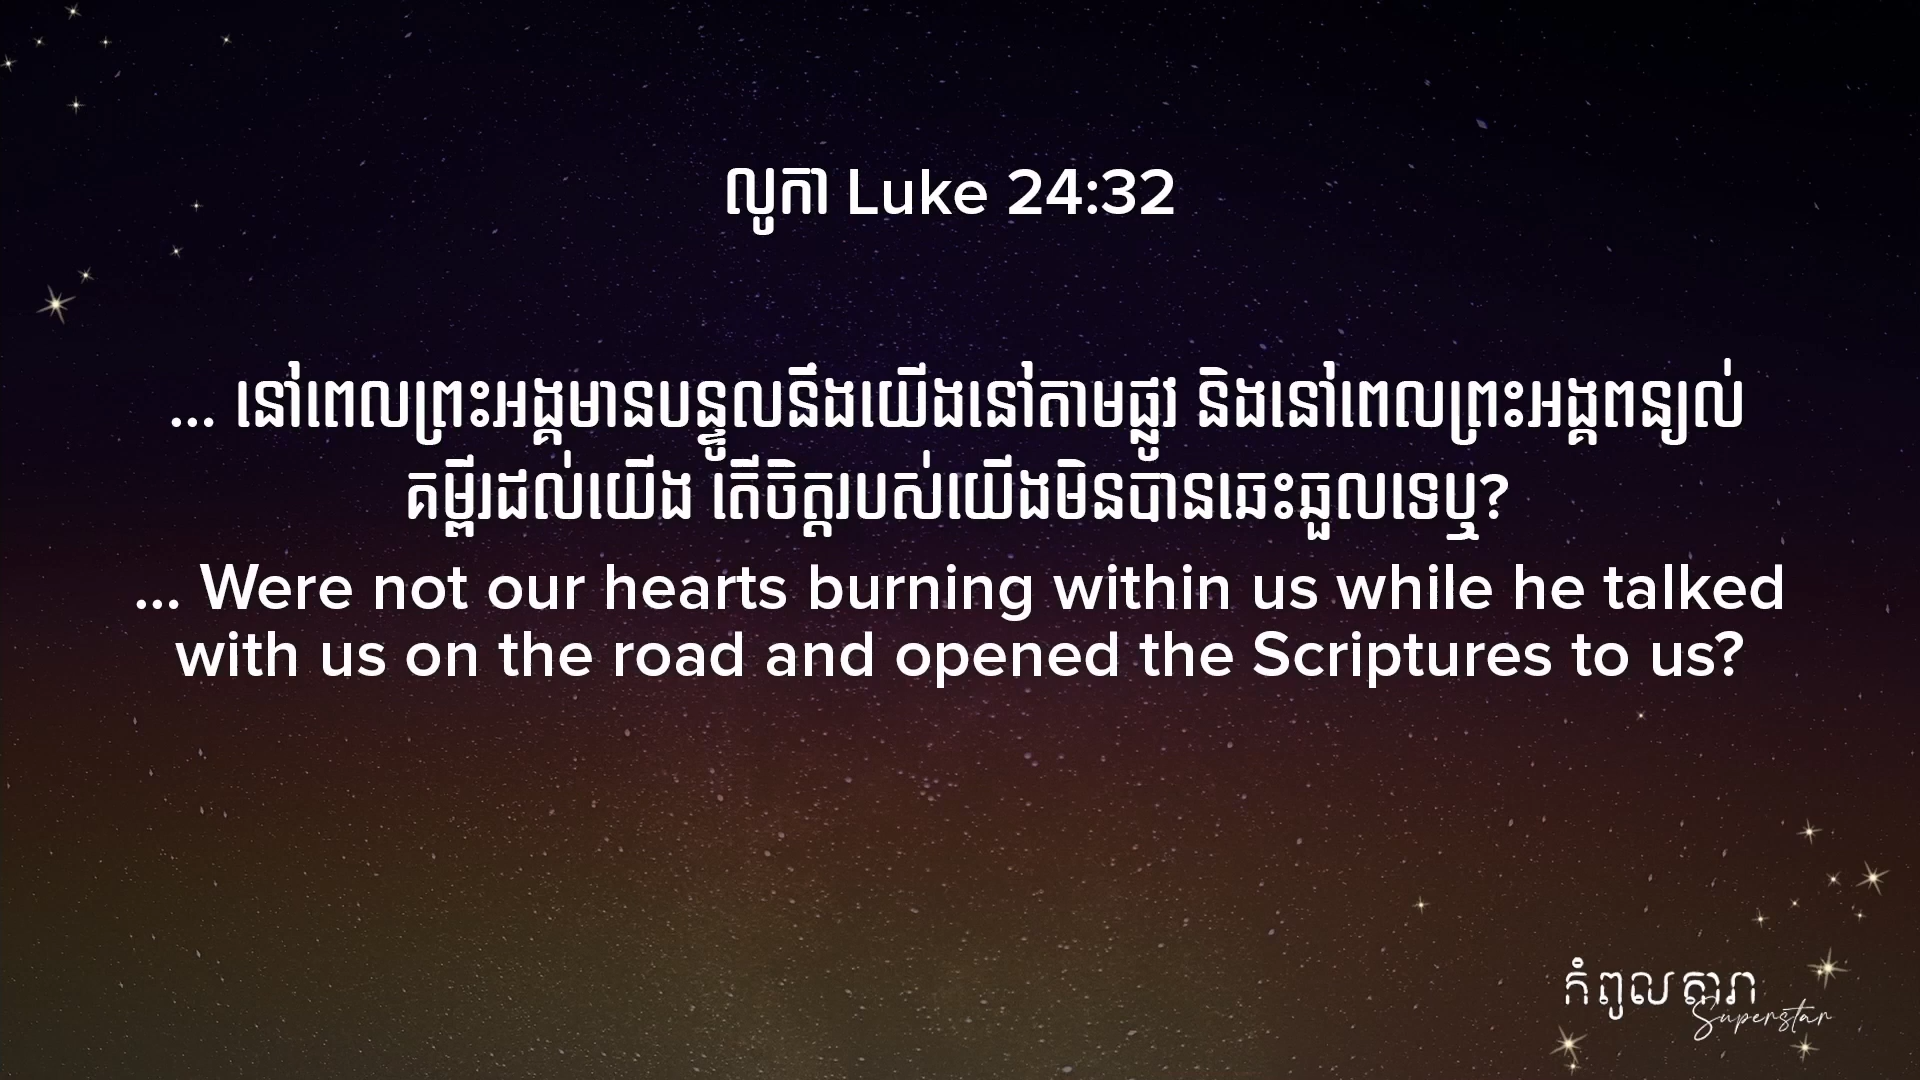 លូកា Luke 24:32
... នៅពេលព្រះអង្គមានបន្ទូលនឹងយើងនៅតាមផ្លូវ និងនៅពេលព្រះអង្គពន្យល់
គម្ពីរដល់យើង តើចិត្តរបស់យើងមិនបានឆេះឆួលទេឬ?
... Were not our hearts burning within us while he talked
with us on the road and opened the Scriptures to us?
កំពូលតារា
Superstar